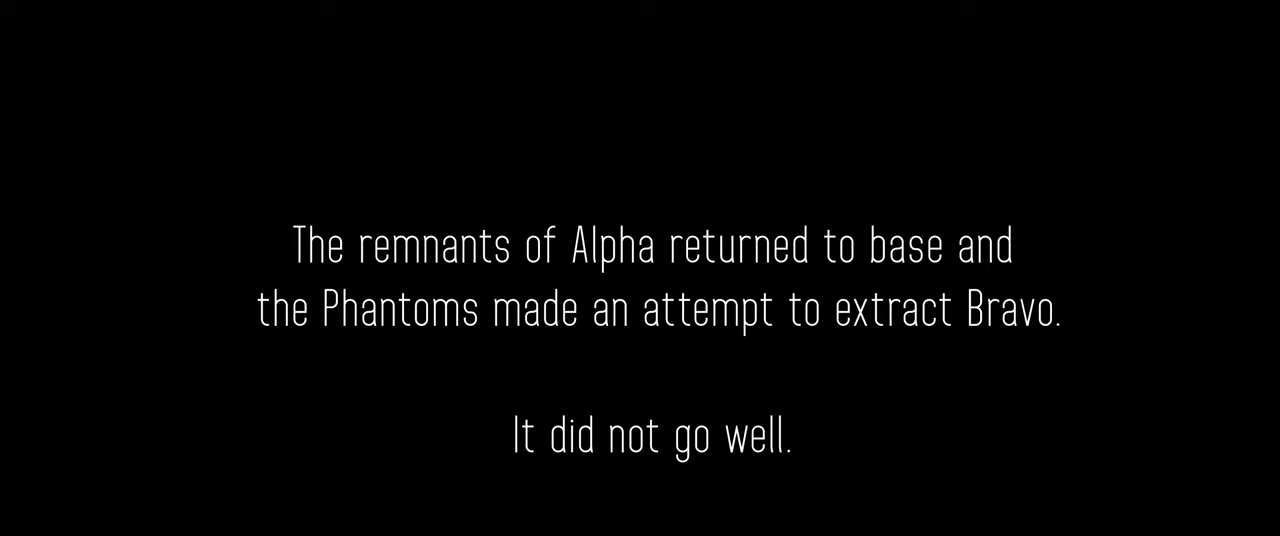 The remnants of Alpha returned to base and
the Phantoms made an attempt to extract Bravo.
It did not go well.